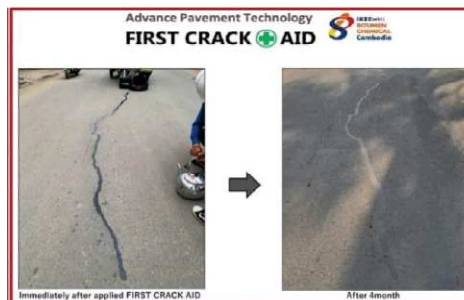 Advance Pavement Technology
FIRST CRACK AID
BITUMEN
CHEMICAL
Cambodia
Immediately after applied FIRST CRACK AID
After 4month